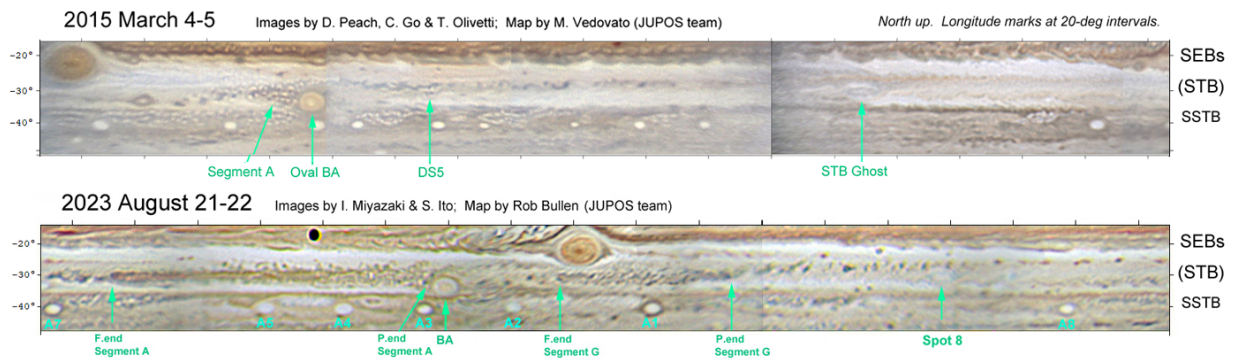 2015 March 4-5 Images by D. Peach, C. Go & T. Olivetti; Map by M. Vedovato (JUPOS team) North up. Longitude marks at 20-deg intervals.
-20° SEBs
-30° (STB)
-40° SSTB
Segment A Oval BA DS5 STB Ghost
2023 August 21-22 Images by I. Miyazaki & S. Ito; Map by Rob Bullen (JUPOS team)
-20° SEBs
-30° (STB)
-40° SSTB
A7 A5 A4 A3 A2 A1 A8
F.end
Segment A
P.end
Segment A
BA
F.end
Segment G
P.end
Segment G
Spot 8